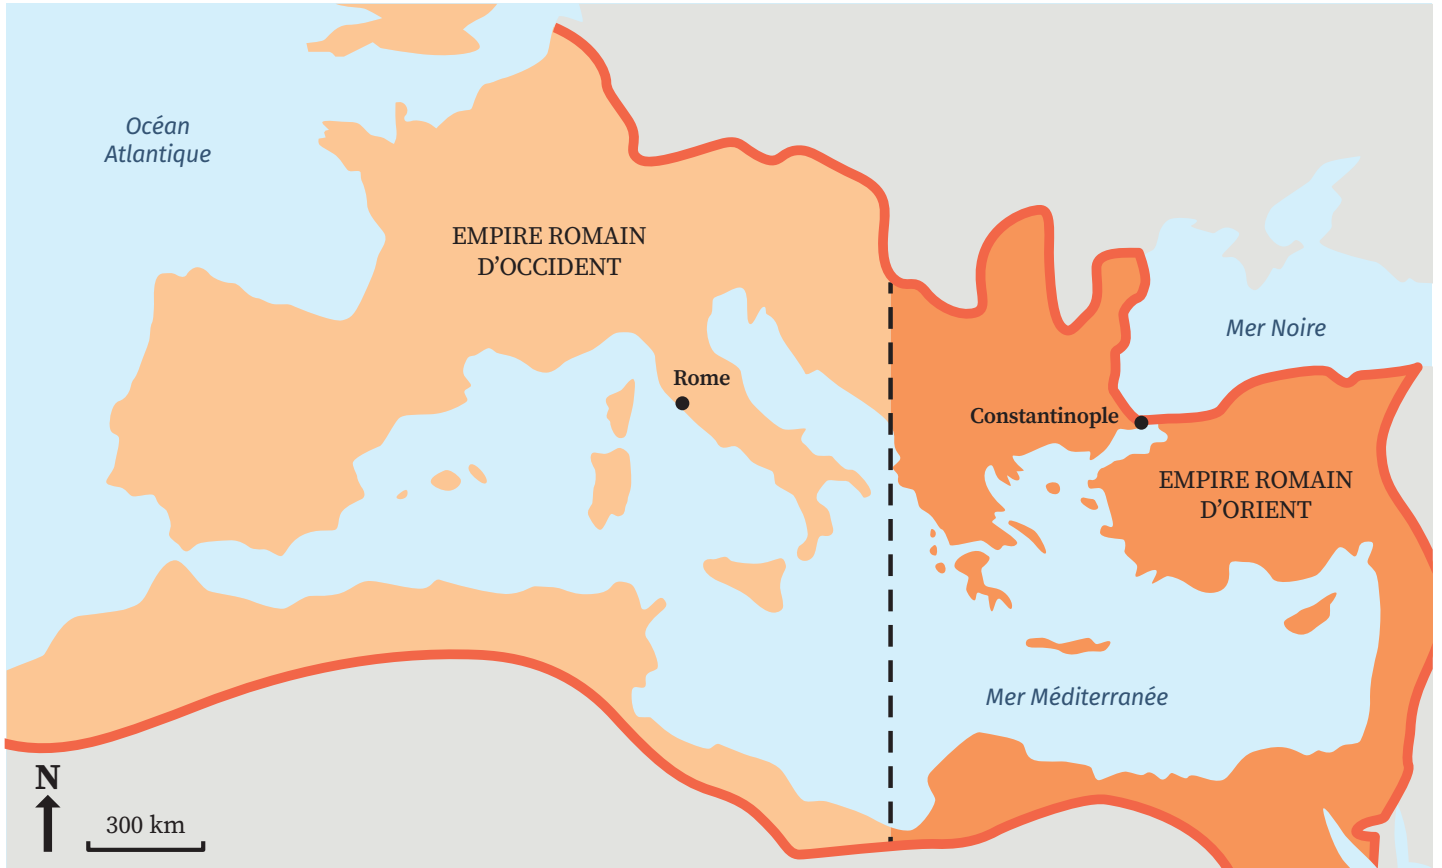 Océan
Atlantique
EMPIRE ROMAIN
D'OCCIDENT
Mer Noire
Rome
Constantinople
EMPIRE ROMAIN
D'ORIENT
Mer Méditerranée
N
300 km